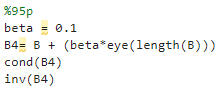 %95p
beta = 0.1
B4= B + (beta*eye(length(B)))
cond(B4)
inv(B4)